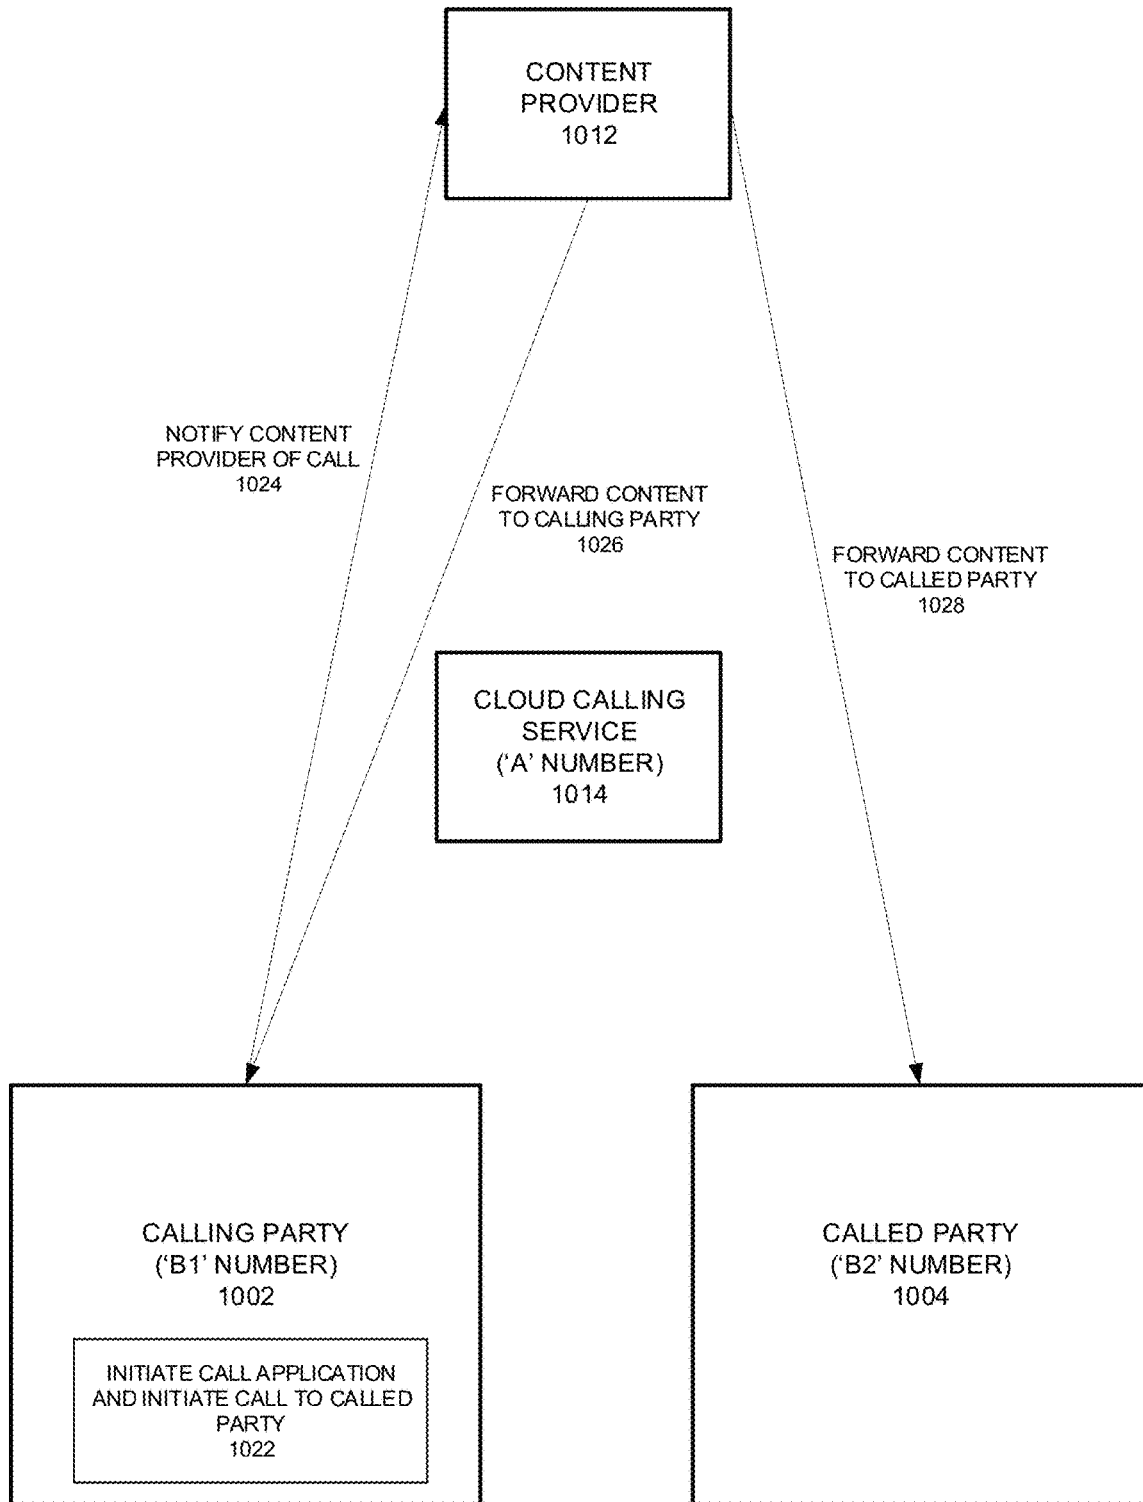 CONTENT
PROVIDER
1012
NOTIFY CONTENT
PROVIDER OF CALL
1024
FORWARD CONTENT
TO CALLING PARTY
1026
FORWARD CONTENT
TO CALLED PARTY
1028
CLOUD CALLING
SERVICE
('A' NUMBER)
1014
CALLING PARTY
('B1' NUMBER)
1002
INITIATE CALL APPLICATION
AND INITIATE CALL TO CALLED
PARTY
1022
CALLED PARTY
('B2' NUMBER)
1004